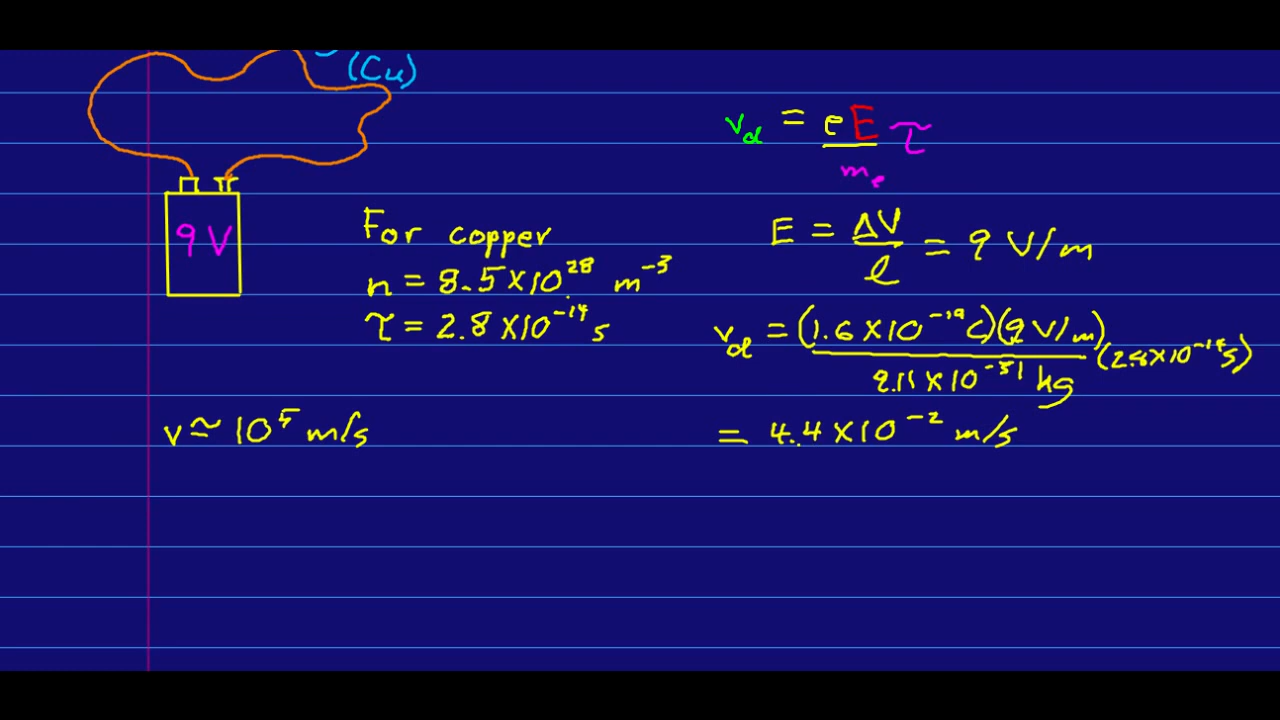 (Cu)
v_d = eE/m_e τ
9 V
For copper
E = ΔV/l = 9 V/m
n = 8.5×10^28 m^-3
τ = 2.8×10^-14 s
v_d = (1.6×10^-19 C)(9 V/m)/9.11×10^-31 kg (2.8×10^-14 s)
v ≃ 10^5 m/s
= 4.4×10^-2 m/s